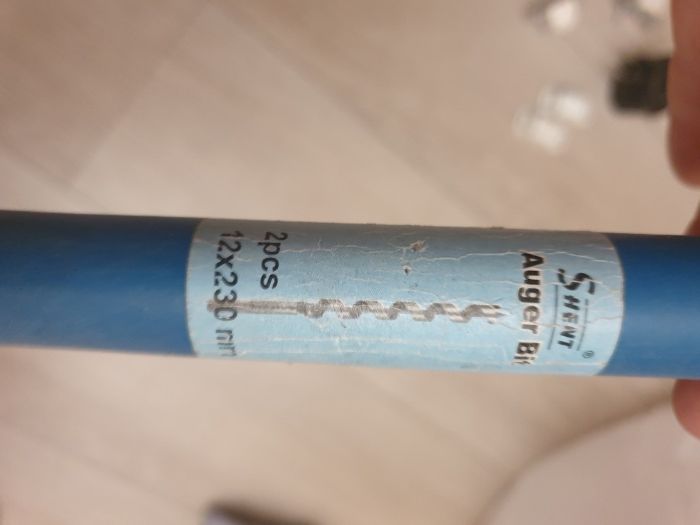 SHENT ®
Auger Bit
2pcs
12x230 mm